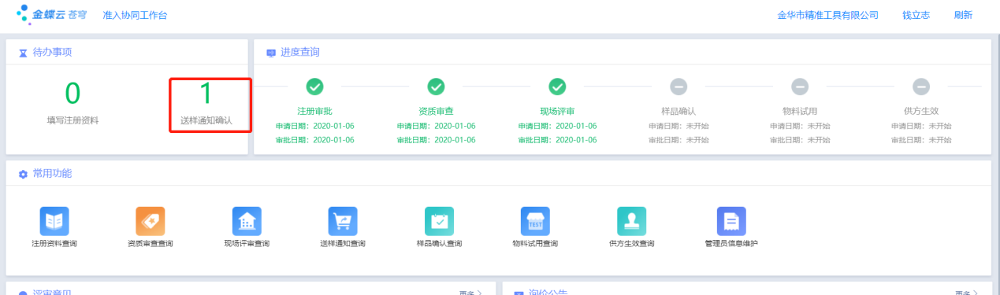 金蝶云 苍穹 准入协同工作台 金华市精准工具有限公司 钱立志 刷新
待办事项 进度查询
0 1
填写注册资料 送样通知确认
注册审批 资质审查 现场评审 样品确认 物料试用 供方生效
申请日期：2020-01-06 申请日期：2020-01-06 申请日期：2020-01-06 申请日期：未开始 申请日期：未开始 申请日期：未开始
审批日期：2020-01-06 审批日期：2020-01-06 审批日期：2020-01-06 审批日期：未开始 审批日期：未开始 审批日期：未开始
常用功能
TEST
注册资料查询 资质审查查询 现场评审查询 送样通知查询 样品确认查询 物料试用查询 供方生效查询 管理员信息维护
评审意见 更多 询价公告 更多